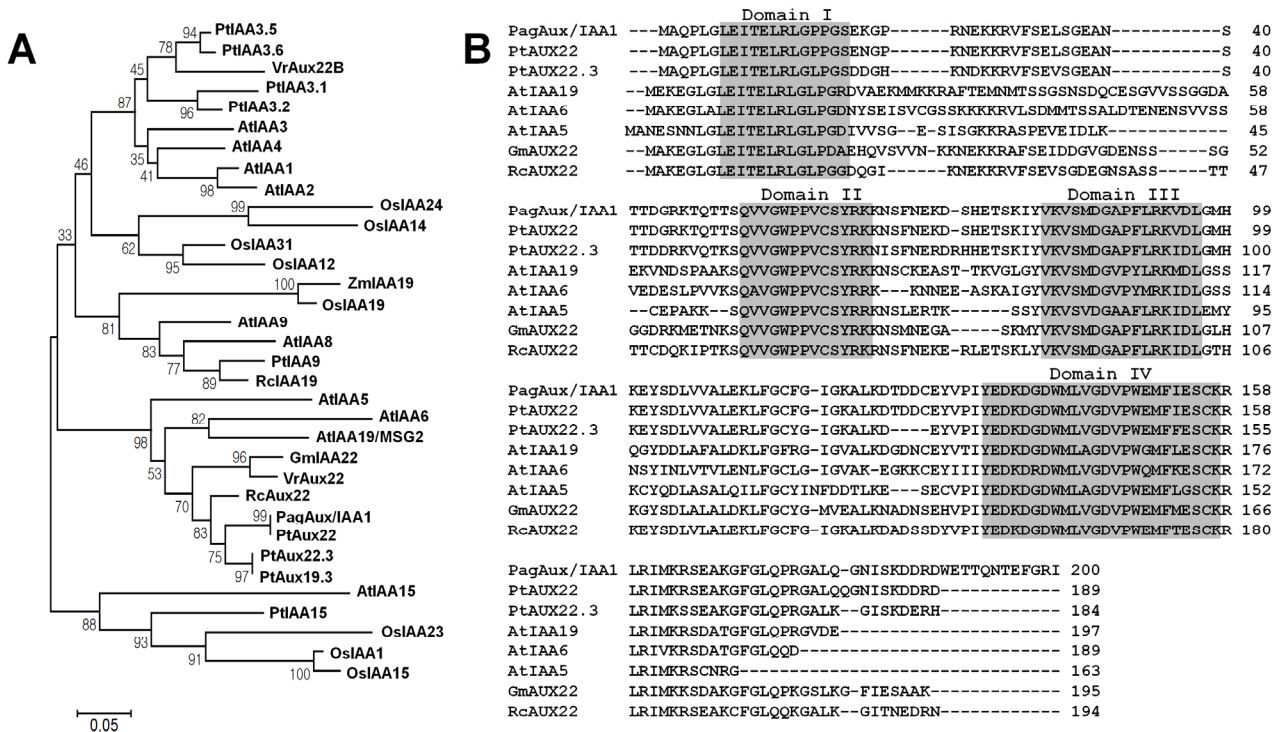 A
94 PtIAA3.5
78
PtIAA3.6
45
VrAux22B
PtIAA3.1
87
96
PtIAA3.2
AtIAA3
35
AtIAA4
46
41
AtIAA1
98
AtIAA2
99
OsIAA24
OsIAA14
33
62
OsIAA31
95
OsIAA12
100
ZmIAA19
OsIAA19
81
AtIAA9
83
AtIAA8
77
PtIAA9
89
RcIAA19
AtIAA5
82
AtIAA6
98
AtIAA19/MSG2
53
96
GmIAA22
VrAux22
70
RcAux22
83
99
PagAux/IAA1
PtAux22
75
PtAux22.3
97
PtAux19.3
AtIAA15
88
PtIAA15
93
OsIAA23
91
OsIAA1
100
OsIAA15
0.05
B
Domain I
PagAux/IAA1 ---MAQPLGLEITELRLGPPGSEKGP------RNEKKRVFSELSGEAN---------S 40
PtAUX22 ---MAQPLGLEITELRLGPPGSEKGP------RNEKKRVFSELSGEAN---------S 40
PtAUX22.3 ---MAQPLGLEITELRLGLPGSDDGH------KNDKKRVFSEVSGEAN---------S 40
AtIAA19 --MEKEGLGLEITELRLGLPGRDVAEKMMKKRAFTEMNMTSSGSNSDQCESGVVSSGGDA 58
AtIAA6 --MAKEGLALEITELRLGLPGDNYSEISVCGSSKKKKRVLSDMMTSSALDTENENSVVSS 58
AtIAA5 MANESNNLGLEITELRLGLPGDIVVSG--E-SISGKKRASPEVEIDLK------------ 45
GmAUX22 --MAKEGLGLEITELRLGLPDAEHQVSVVN-KKNEKKRAFSEIDDGVGDENSS-----SG 52
RcAUX22 --MAKEGLGLEITELRLGLPGGDQGI------KNEKKRVFSEVSGDEGNSASS-----TT 47
Domain II Domain III
PagAux/IAA1 TTDGRKTQTTSQVVGWPPVCSYRKKNSFNEKD-SHETSKIYVKVSMDGAPFLRKVDLGMH 99
PtAUX22 TTDGRKTQTTSQVVGWPPVCSYRKKNSFNEKD-SHETSKIYVKVSMDGAPFLRKVDLGMH 99
PtAUX22.3 TTDDRKVQTKSQVVGWPPVCSYRKKNISFNERDRHHETSKIYVKVSMDGAPFLRKIDLGMH 100
AtIAA19 EKVNDSPAAKSQVVGWPPVCSYRKKNSCKEAST-TKVGLGYVKVSMDGVPYLRKMDLGSS 117
AtIAA6 VEDESLPVVKSQAVGWPPVCSYRRK---KNNEE-ASKAIGYVKVSMDGVPYMRKIDLGSS 114
AtIAA5 --CEPAKK--SQVVGWPPVCSYRRKNSLERTK-----SSYVKVSVDGAAFLRKIDLEMY 95
GmAUX22 GGDRKMETNKSQVVGWPPVCSYRKKNSMNEGA-----SKMYVKVSMDGAPFLRKIDLGLH 107
RcAUX22 TTCDQKIPTKSQVVGWPPVCSYRKKNSFNEKE-RLETSKLYVKVSMDGAPFLRKIDLGTH 106
Domain IV
PagAux/IAA1 KEYSDLVVALEKLFGCFG-IGKALKDTDDCEYVPIYEDKDGDWMLVGDVPWEMFIESCKR 158
PtAUX22 KEYSDLVVALEKLFGCFG-IGKALKDTDDCEYVPIYEDKDGDWMLVGDVPWEMFIESCKR 158
PtAUX22.3 KEYSDLVVALERLFGCYG-IGKALKD----EYVPIYEDKDGDWMLVGDVPWEMFFESCKR 155
AtIAA19 QGYDDLAFALDKLFGFRG-IGVALKDGDNCEYVTIYEDKDGDWMLAGDVPWGMFLESCKR 176
AtIAA6 NSYINLVTVLENLFGCLG-IGVAK-EGKKCEYIIIYEDKDRDWMLVGDVPWQMFKESCKR 172
AtIAA5 KCYQDLASALQILFGCYINFDDTLKE---SECVPIYEDKDGDWMLAGDVPWEMFLGSCKR 152
GmAUX22 KGYSDLALALDKLFGCYG-MVEALKNADNSEHVPIYEDKDGDWMLVGDVPWEMFMESCKR 166
RcAUX22 KEYSDLVLALEKLFGCFG-IGKALKDADSSDYVPIYEDKDGDWMLVGDVPWEMFTESCKR 180
PagAux/IAA1 LRIMKRSEAKGFGLQPRGALQ-GNISKDDRDWETTQNTEFGRI 200
PtAUX22 LRIMKRSEAKGFGLQPRGALQQGNISKDDRD------------ 189
PtAUX22.3 LRIMKSSEAKGFGLQPRGALK--GISKDERH------------ 184
AtIAA19 LRIMKRSDATGFGLQPRGVDE---------------------- 197
AtIAA6 LRIVKRSDATGFGLQQD-------------------------- 189
AtIAA5 LRIMKRSCNRG-------------------------------- 163
GmAUX22 LRIMKKSDAKGFGLQPKGSLKG-FIESAAK------------- 195
RcAUX22 LRIMKRSEAKCFGLQQKGALK--GITNEDRN------------ 194